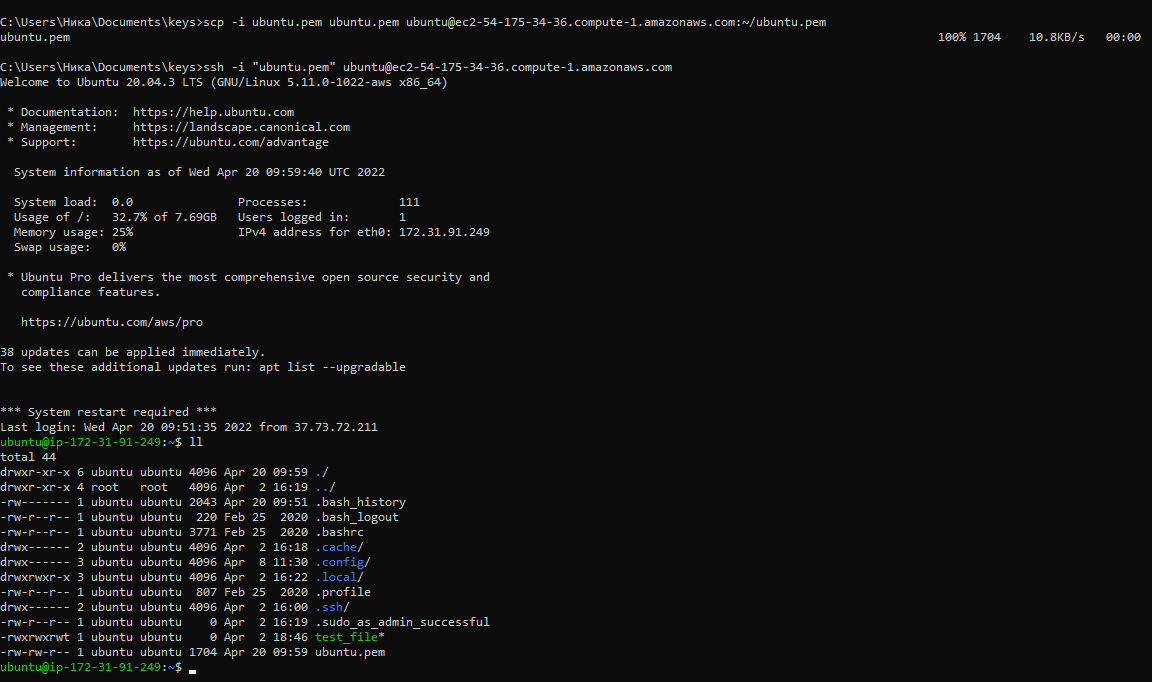 C:\Users\Ника\Documents\keys>scp -i ubuntu.pem ubuntu.pem ubuntu@ec2-54-175-34-36.compute-1.amazonaws.com:~/ubuntu.pem
ubuntu.pem 100% 1704 10.8KB/s 00:00
C:\Users\Ника\Documents\keys>ssh -i "ubuntu.pem" ubuntu@ec2-54-175-34-36.compute-1.amazonaws.com
Welcome to Ubuntu 20.04.3 LTS (GNU/Linux 5.11.0-1022-aws x86_64)
* Documentation: https://help.ubuntu.com
* Management: https://landscape.canonical.com
* Support: https://ubuntu.com/advantage
System information as of Wed Apr 20 09:59:40 UTC 2022
System load: 0.0 Processes: 111
Usage of /: 32.7% of 7.69GB Users logged in: 1
Memory usage: 25% IPv4 address for eth0: 172.31.91.249
Swap usage: 0%
* Ubuntu Pro delivers the most comprehensive open source security and
compliance features.
https://ubuntu.com/aws/pro
38 updates can be applied immediately.
To see these additional updates run: apt list --upgradable
*** System restart required ***
Last login: Wed Apr 20 09:51:35 2022 from 37.73.72.211
ubuntu@ip-172-31-91-249:~$ ll
total 44
drwxr-xr-x 6 ubuntu ubuntu 4096 Apr 20 09:59 ./
drwxr-xr-x 4 root root 4096 Apr 2 16:19 ../
-rw------- 1 ubuntu ubuntu 2043 Apr 20 09:51 .bash_history
-rw-r--r-- 1 ubuntu ubuntu 220 Feb 25 2020 .bash_logout
-rw-r--r-- 1 ubuntu ubuntu 3771 Feb 25 2020 .bashrc
drwx------ 2 ubuntu ubuntu 4096 Apr 2 16:18 .cache/
drwx------ 3 ubuntu ubuntu 4096 Apr 8 11:30 .config/
drwxrwxr-x 3 ubuntu ubuntu 4096 Apr 2 16:22 .local/
-rw-r--r-- 1 ubuntu ubuntu 807 Feb 25 2020 .profile
drwx------ 2 ubuntu ubuntu 4096 Apr 2 16:00 .ssh/
-rw-r--r-- 1 ubuntu ubuntu 0 Apr 2 16:19 .sudo_as_admin_successful
-rwxrwxrwt 1 ubuntu ubuntu 0 Apr 2 18:46 test_file*
-rw-rw-r-- 1 ubuntu ubuntu 1704 Apr 20 09:59 ubuntu.pem
ubuntu@ip-172-31-91-249:~$